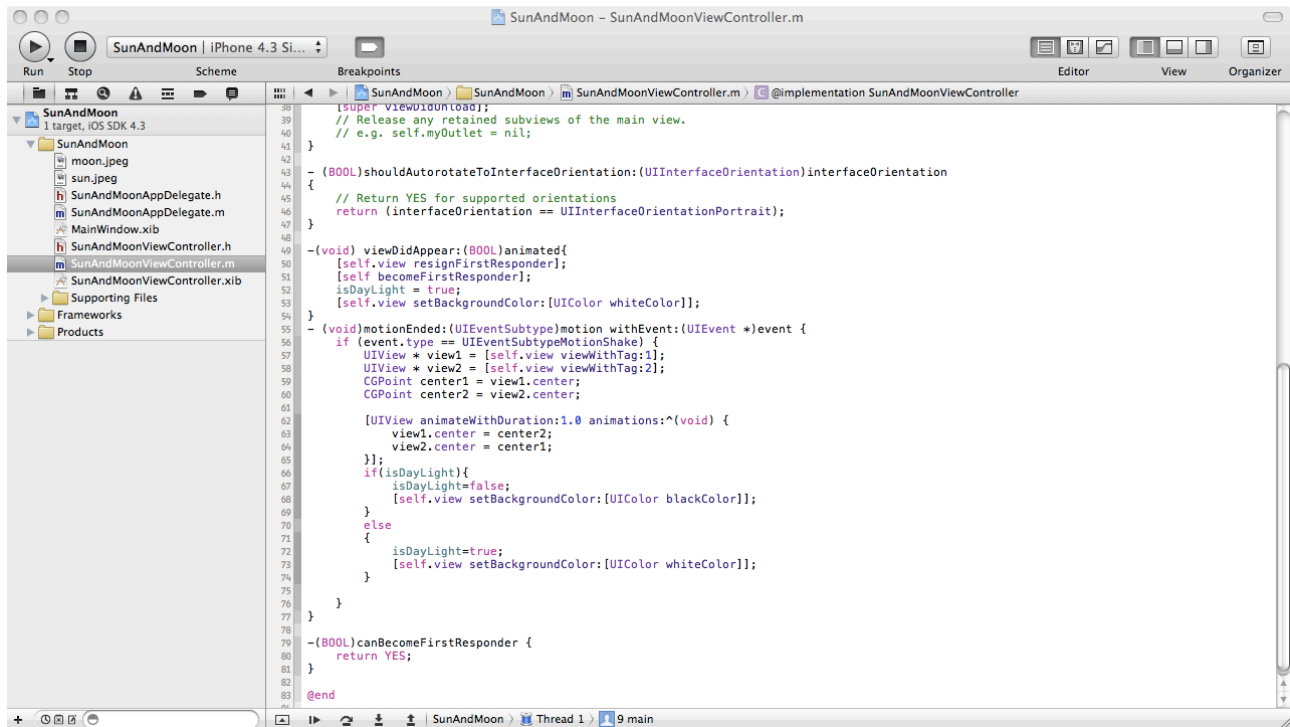 SunAndMoon – SunAndMoonViewController.m
SunAndMoon | iPhone 4.3 Si...
Run Stop Scheme Breakpoints Editor View Organizer
SunAndMoon SunAndMoon SunAndMoonViewController.m @implementation SunAndMoonViewController
SunAndMoon
1 target, iOS SDK 4.3
SunAndMoon
moon.jpeg
sun.jpeg
SunAndMoonAppDelegate.h
SunAndMoonAppDelegate.m
MainWindow.xib
SunAndMoonViewController.h
SunAndMoonViewController.m
SunAndMoonViewController.xib
Supporting Files
Frameworks
Products
38 [super viewDidUnload];
39 // Release any retained subviews of the main view.
40 // e.g. self.myOutlet = nil;
41 }
42
43 - (BOOL)shouldAutorotateToInterfaceOrientation:(UIInterfaceOrientation)interfaceOrientation
44 {
45 // Return YES for supported orientations
46 return (interfaceOrientation == UIInterfaceOrientationPortrait);
47 }
48
49 -(void) viewDidAppear:(BOOL)animated{
50 [self.view resignFirstResponder];
51 [self becomeFirstResponder];
52 isDayLight = true;
53 [self.view setBackgroundColor:[UIColor whiteColor]];
54 }
55 - (void)motionEnded:(UIEventSubtype)motion withEvent:(UIEvent *)event {
56 if (event.type == UIEventSubtypeMotionShake) {
57 UIView * view1 = [self.view viewWithTag:1];
58 UIView * view2 = [self.view viewWithTag:2];
59 CGPoint center1 = view1.center;
60 CGPoint center2 = view2.center;
61
62 [UIView animateWithDuration:1.0 animations:^(void) {
63 view1.center = center2;
64 view2.center = center1;
65 }];
66 if(isDayLight){
67 isDayLight=false;
68 [self.view setBackgroundColor:[UIColor blackColor]];
69 }
70 else
71 {
72 isDayLight=true;
73 [self.view setBackgroundColor:[UIColor whiteColor]];
74 }
75
76 }
77 }
78
79 -(BOOL)canBecomeFirstResponder {
80 return YES;
81 }
82
83 @end
SunAndMoon Thread 1 9 main